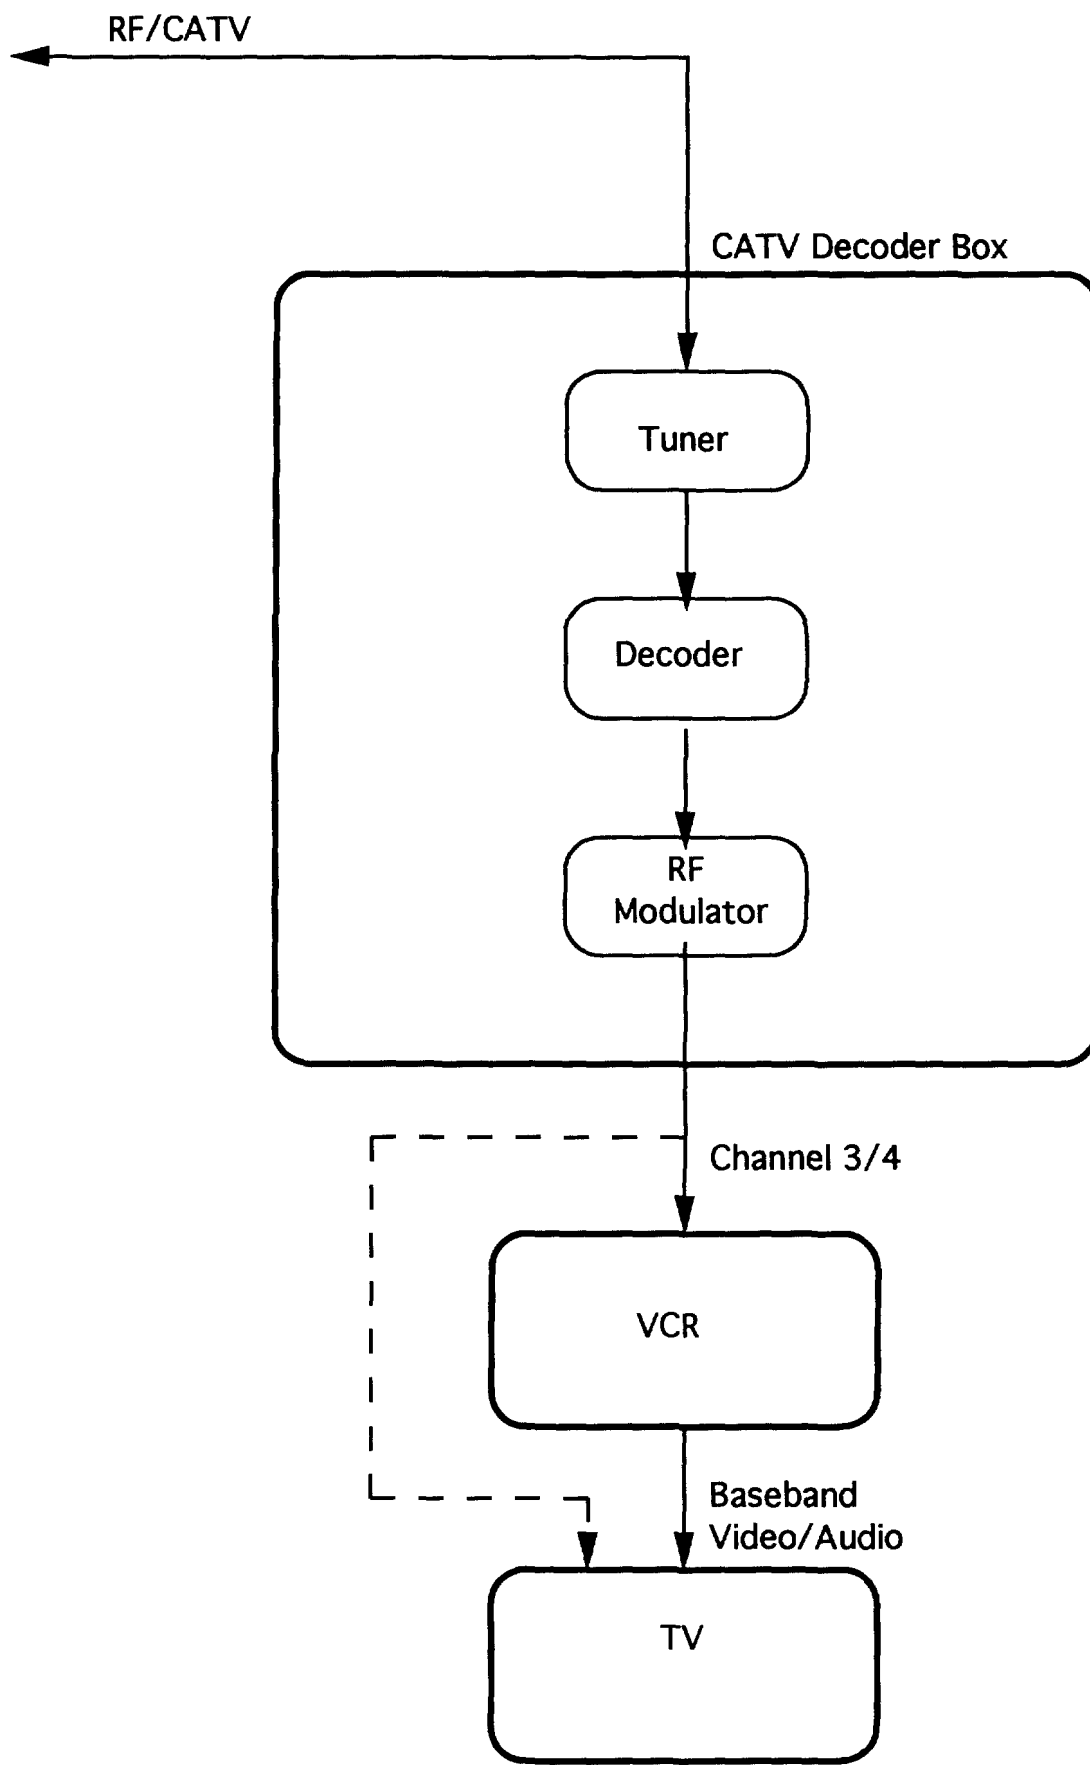 RF/CATV
CATV Decoder Box
Tuner
Decoder
RF
Modulator
Channel 3/4
VCR
Baseband
Video/Audio
TV